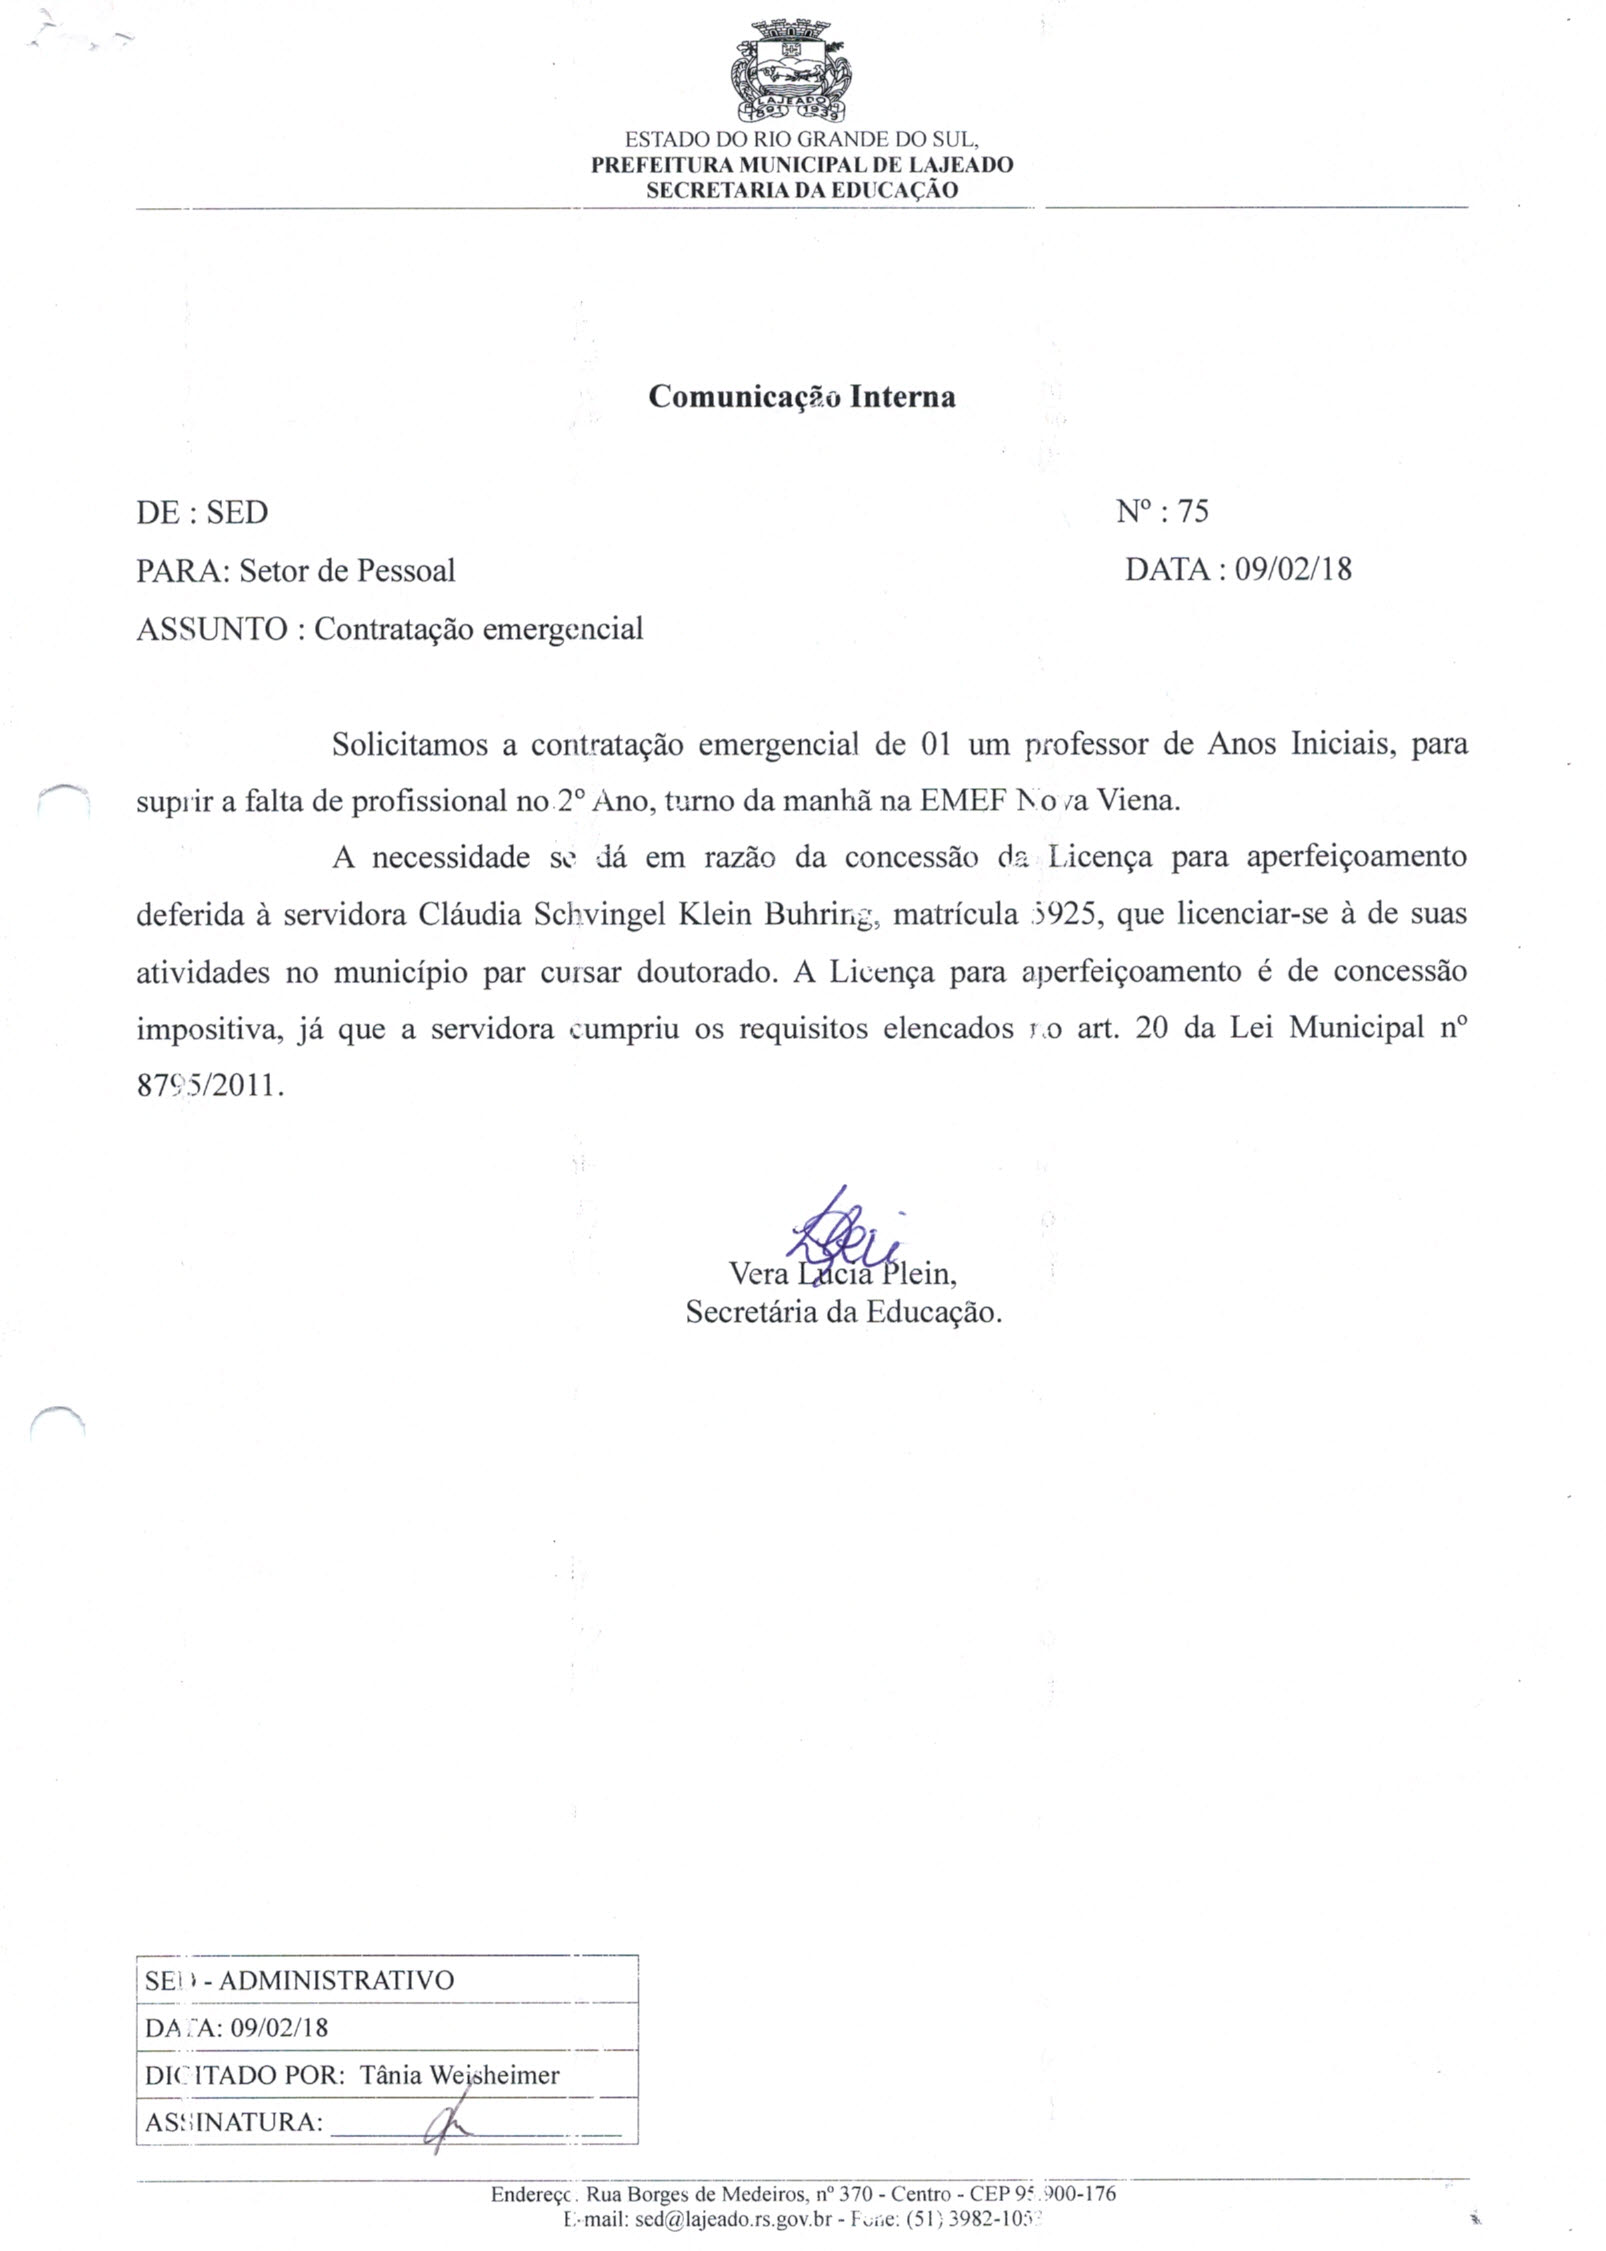 LAJEADO
1891 1939
ESTADO DO RIO GRANDE DO SUL,
PREFEITURA MUNICIPAL DE LAJEADO
SECRETARIA DA EDUCAÇÃO
Comunicação Interna
DE : SED Nº : 75
PARA: Setor de Pessoal DATA : 09/02/18
ASSUNTO : Contratação emergencial
Solicitamos a contratação emergencial de 01 um professor de Anos Iniciais, para
suprir a falta de profissional no 2º Ano, turno da manhã na EMEF Nova Viena.
A necessidade se dá em razão da concessão da Licença para aperfeiçoamento
deferida à servidora Cláudia Schvingel Klein Buhring, matrícula 5925, que licenciar-se à de suas
atividades no município par cursar doutorado. A Licença para aperfeiçoamento é de concessão
impositiva, já que a servidora cumpriu os requisitos elencados no art. 20 da Lei Municipal nº
8795/2011.
Vera Lúcia Plein,
Secretária da Educação.
SED - ADMINISTRATIVO
DATA: 09/02/18
DIGITADO POR: Tânia Weisheimer
ASSINATURA:
Endereço: Rua Borges de Medeiros, nº 370 - Centro - CEP 95.900-176
E-mail: sed@lajeado.rs.gov.br - Fone: (51) 3982-